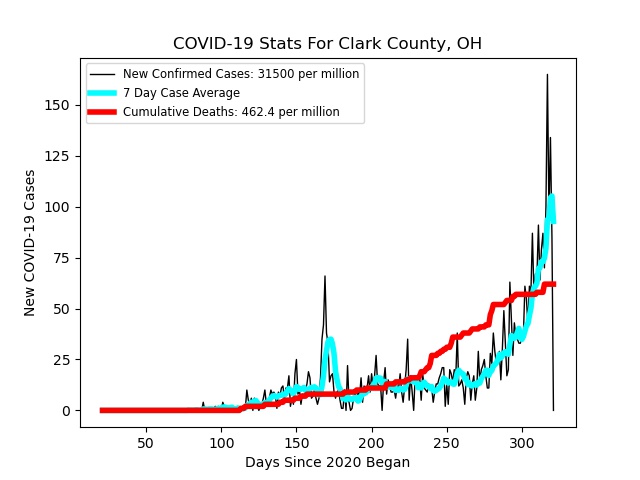 COVID-19 Stats For Clark County, OH
New Confirmed Cases: 31500 per million
7 Day Case Average
Cumulative Deaths: 462.4 per million
New COVID-19 Cases
150
125
100
75
50
25
0
50 100 150 200 250 300
Days Since 2020 Began